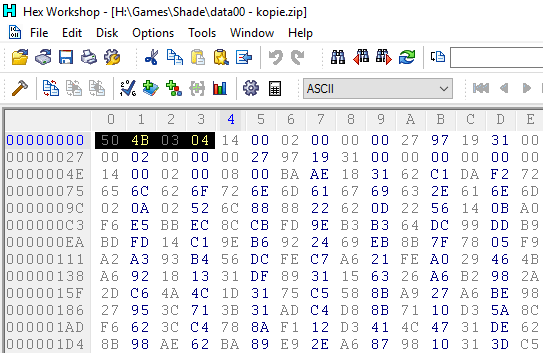 Hex Workshop - [H:\Games\Shade\data00 - kopie.zip]
File Edit Disk Options Tools Window Help
ASCII
0 1 2 3 4 5 6 7 8 9 A B C D E
00000000 50 4B 03 04 14 00 02 00 00 00 27 97 19 31 00
00000027 00 02 00 00 00 27 97 19 31 00 00 00 00 00 00
0000004E 14 00 02 00 08 00 BA AE 18 31 62 C1 DA F2 72
00000075 65 6C 62 6F 72 6E 6D 61 67 69 63 2E 61 6E 6D
0000009C 02 0A 02 52 6C 88 88 22 62 0D 22 56 14 0B A0
000000C3 F6 E5 BB EC 8C CB FD 9E B3 B3 64 DC 99 DD B9
000000EA BD FD 14 C1 9E B6 92 24 69 EB 8B 7F 78 05 F9
00000111 A2 A3 93 B4 56 DC FE C7 A6 21 FE A0 29 46 4B
00000138 A6 92 18 13 31 DF 89 31 15 63 26 A6 B2 98 2A
0000015F 2D C6 4A 4C 1D 31 75 C5 58 8B A9 27 A6 BE 98
00000186 27 95 3C 71 3B 31 AD C4 D8 8B 71 10 D3 5A 8C
000001AD F6 62 3C C4 78 8A F1 12 D3 41 4C 47 31 DE 62
000001D4 8B 98 AE 62 BA 89 E9 2E A6 87 98 10 31 3D C5